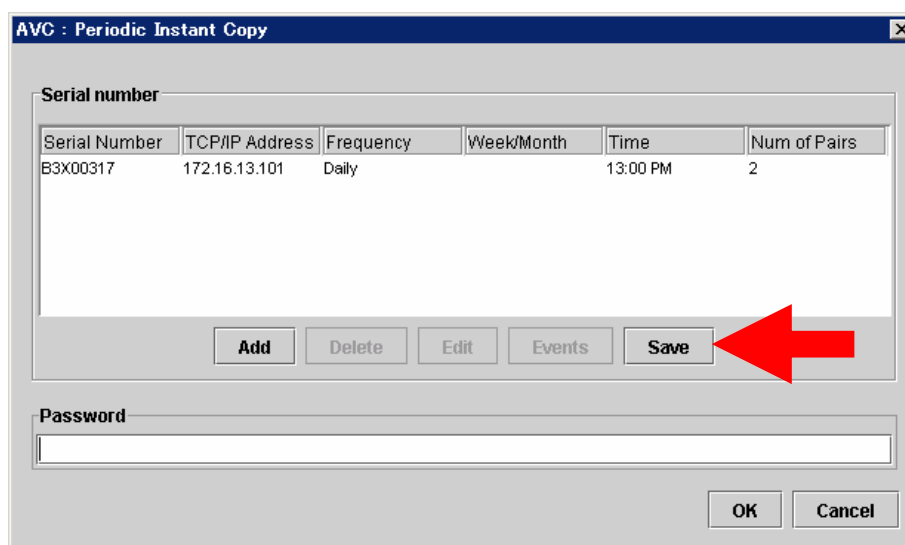 AVC : Periodic Instant Copy
Serial number
Serial Number TCP/IP Address Frequency Week/Month Time Num of Pairs
B3X00317 172.16.13.101 Daily 13:00 PM 2
Add Delete Edit Events Save
Password
OK Cancel